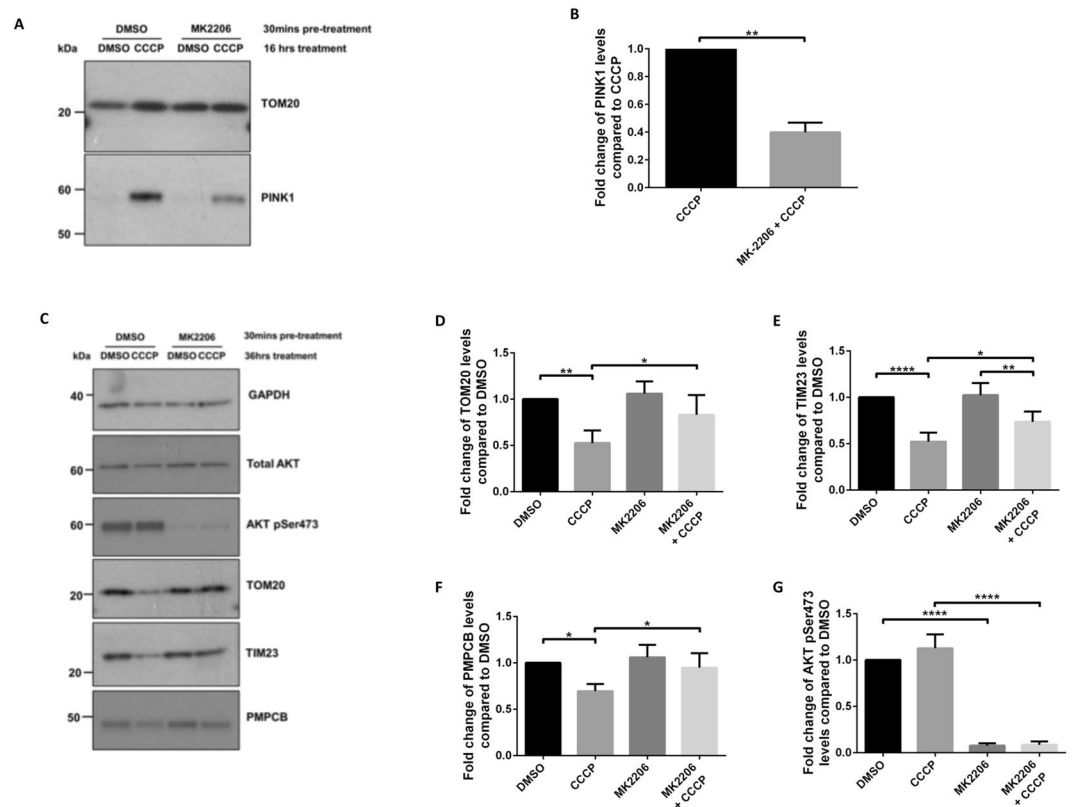 A
DMSO MK2206 30mins pre-treatment
kDa DMSO CCCP DMSO CCCP 16 hrs treatment
20 TOM20
60 PINK1
50
B
Fold change of PINK1 levels
compared to CCCP
**
1.0
0.8
0.6
0.4
0.2
0.0
CCCP
MK-2206 + CCCP
C
DMSO MK2206 30mins pre-treatment
kDa DMSO CCCP DMSO CCCP 36hrs treatment
40 GAPDH
60 Total AKT
60 AKT pSer473
20 TOM20
TIM23
20
50 PMPCB
D
Fold change of TOM20 levels
compared to DMSO
** *
1.5
1.0
0.5
0.0
DMSO
CCCP
MK2206
MK2206
+ CCCP
E
Fold change of TIM23 levels
compared to DMSO
*
**** **
1.5
1.0
0.5
0.0
DMSO
CCCP
MK2206
MK2206
+ CCCP
F
Fold change of PMPCB levels
compared to DMSO
* *
1.5
1.0
0.5
0.0
DMSO
CCCP
MK2206
MK2206
+ CCCP
G
Fold change of AKT pSer473
levels compared to DMSO
****
****
1.5
1.0
0.5
0.0
DMSO
CCCP
MK2206
MK2206
+ CCCP